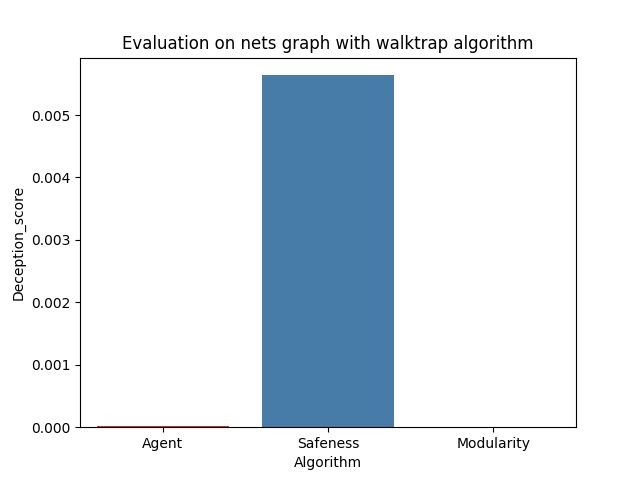 Evaluation on nets graph with walktrap algorithm
Deception_score
0.005
0.004
0.003
0.002
0.001
0.000
Agent
Safeness
Modularity
Algorithm